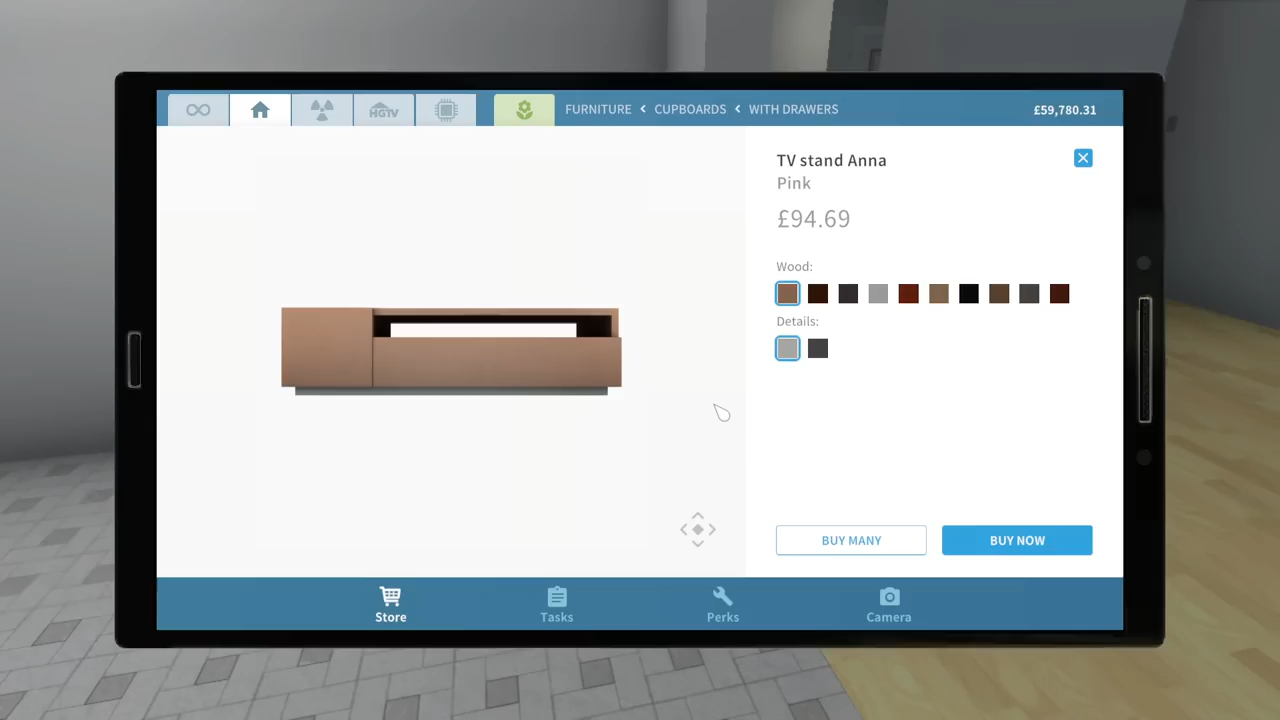 HGTV
FURNITURE < CUPBOARDS < WITH DRAWERS
£59,780.31
TV stand Anna
Pink
£94.69
Wood:
Details:
BUY MANY
BUY NOW
Store
Tasks
Perks
Camera